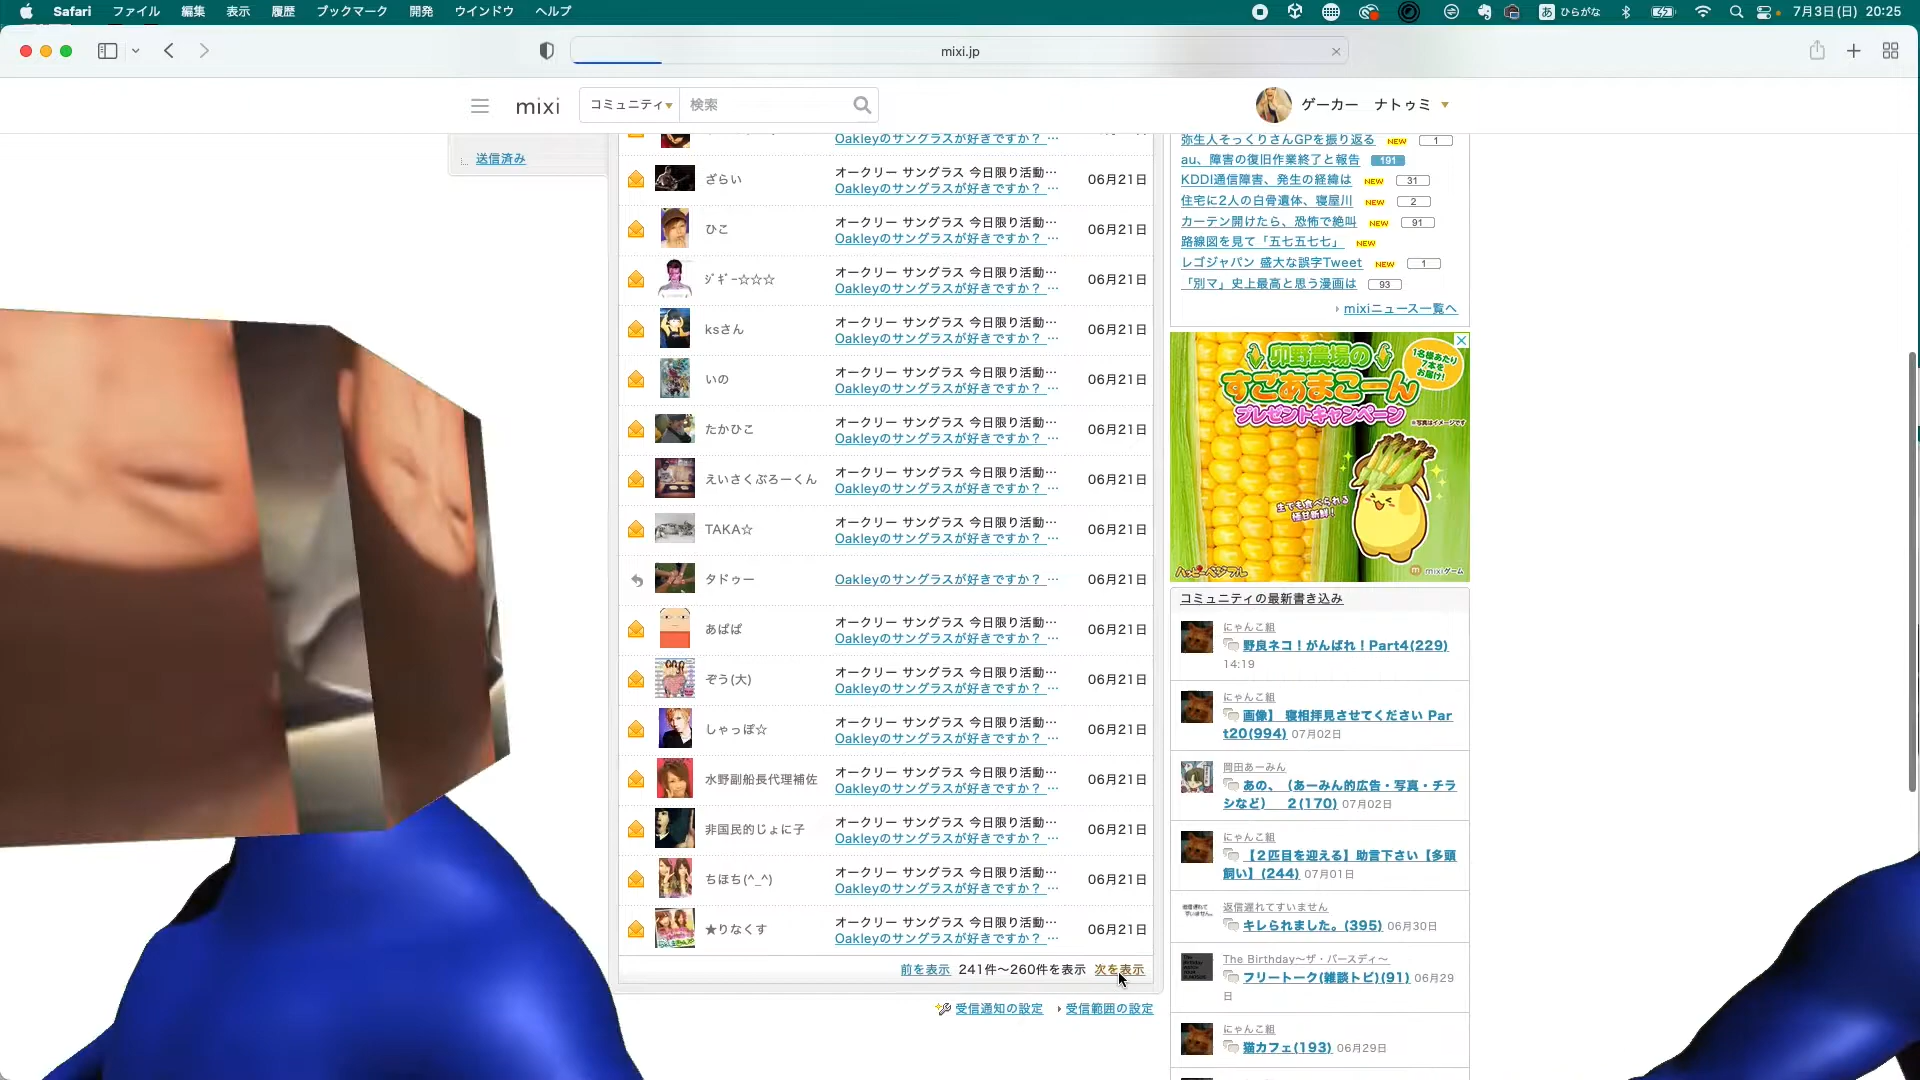 Safari ファイル 編集 表示 履歴 ブックマーク 開発 ウインドウ ヘルプ
あ ひらがな
7月3日(日) 20:25
mixi.jp
mixi
コミュニティ▾
検索
ゲーカー ナトゥミ
送信済み
Oakleyのサングラスが好きですか？ …
ざらい
オークリー サングラス 今日限り活動…
Oakleyのサングラスが好きですか？ …
06月21日
ひこ
オークリー サングラス 今日限り活動…
Oakleyのサングラスが好きですか？ …
06月21日
ｼﾞｷﾞｰ☆☆☆
オークリー サングラス 今日限り活動…
Oakleyのサングラスが好きですか？ …
06月21日
ksさん
オークリー サングラス 今日限り活動…
Oakleyのサングラスが好きですか？ …
06月21日
いの
オークリー サングラス 今日限り活動…
Oakleyのサングラスが好きですか？ …
06月21日
たかひこ
オークリー サングラス 今日限り活動…
Oakleyのサングラスが好きですか？ …
06月21日
えいさくぶろーくん
オークリー サングラス 今日限り活動…
Oakleyのサングラスが好きですか？ …
06月21日
TAKA☆
オークリー サングラス 今日限り活動…
Oakleyのサングラスが好きですか？ …
06月21日
タドゥー
Oakleyのサングラスが好きですか？ …
06月21日
あぱぱ
オークリー サングラス 今日限り活動…
Oakleyのサングラスが好きですか？ …
06月21日
ぞう(大)
オークリー サングラス 今日限り活動…
Oakleyのサングラスが好きですか？ …
06月21日
しゃっぽ☆
オークリー サングラス 今日限り活動…
Oakleyのサングラスが好きですか？ …
06月21日
水野副船長代理補佐
オークリー サングラス 今日限り活動…
Oakleyのサングラスが好きですか？ …
06月21日
非国民的じょに子
オークリー サングラス 今日限り活動…
Oakleyのサングラスが好きですか？ …
06月21日
ちほち(^_^)
オークリー サングラス 今日限り活動…
Oakleyのサングラスが好きですか？ …
06月21日
★りなくす
オークリー サングラス 今日限り活動…
Oakleyのサングラスが好きですか？ …
06月21日
前を表示 241件～260件を表示 次を表示
受信通知の設定 受信範囲の設定
弥生人そっくりさんGPを振り返る NEW 1
au、障害の復旧作業終了と報告 191
KDDI通信障害、発生の経緯は NEW 31
住宅に2人の白骨遺体、寝屋川 NEW 2
カーテン開けたら、恐怖で絶叫 NEW 91
路線図を見て「五七五七七」 NEW
レゴジャパン 盛大な誤字Tweet NEW 1
「別マ」史上最高と思う漫画は 93
mixiニュース一覧へ
卯野農場の
すごあまこーん
プレゼントキャンペーン
1名様あたり
7本を
お届け!
※写真はイメージです
生でも食べられる
極甘新鮮!
ハッピーベジフル
mixiゲーム
コミュニティの最新書き込み
にゃんこ組
野良ネコ！がんばれ！Part4(229)
14:19
にゃんこ組
画像】 寝相拝見させてください Par
t20(994) 07月02日
岡田あーみん
あの、（あーみん的広告・写真・チラ
シなど） 2(170) 07月02日
にゃんこ組
【２匹目を迎える】助言下さい【多頭
飼い】(244) 07月01日
返信遅れてすいません
キレられました。(395) 06月30日
The Birthday～ザ・バースディ～
フリートーク(雑談トピ)(91) 06月29
日
にゃんこ組
猫カフェ(193) 06月29日